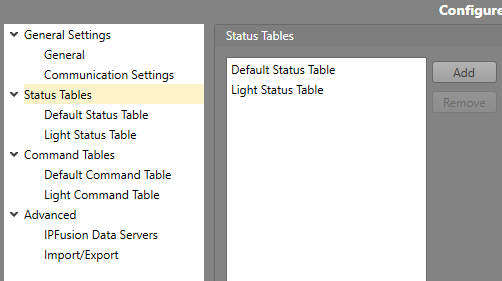 Configure
General Settings
General
Communication Settings
Status Tables
Default Status Table
Light Status Table
Command Tables
Default Command Table
Light Command Table
Advanced
IPFusion Data Servers
Import/Export
Status Tables
Default Status Table
Light Status Table
Add
Remove